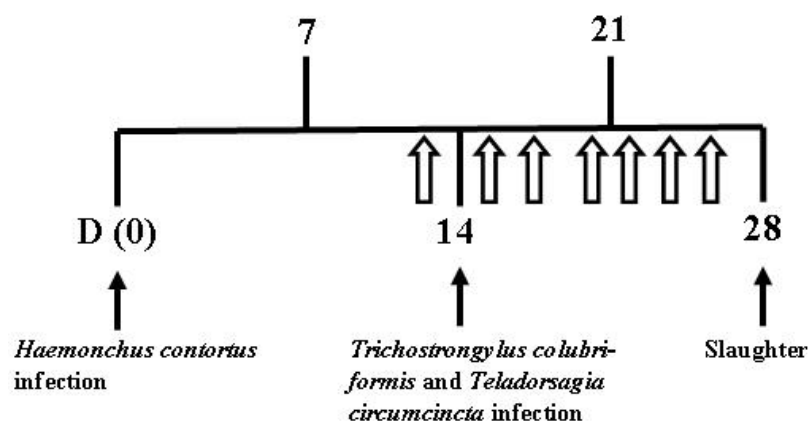 7 21
D (0) 14 28
Haemonchus contortus
infection
Trichostrongylus colubri-
formis and Teladorsagia
circumcincta infection
Slaughter